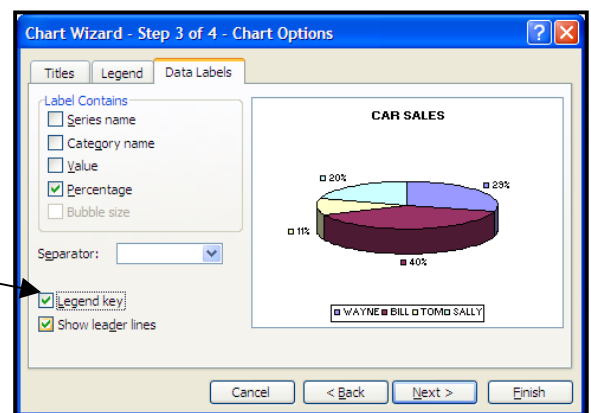 Chart Wizard - Step 3 of 4 - Chart Options
Titles Legend Data Labels
Label Contains
Series name
Category name
Value
Percentage
Bubble size
Separator:
Legend key
Show leader lines
CAR SALES
20%
29%
11%
40%
WAYNE BILL TOM SALLY
Cancel < Back Next > Finish